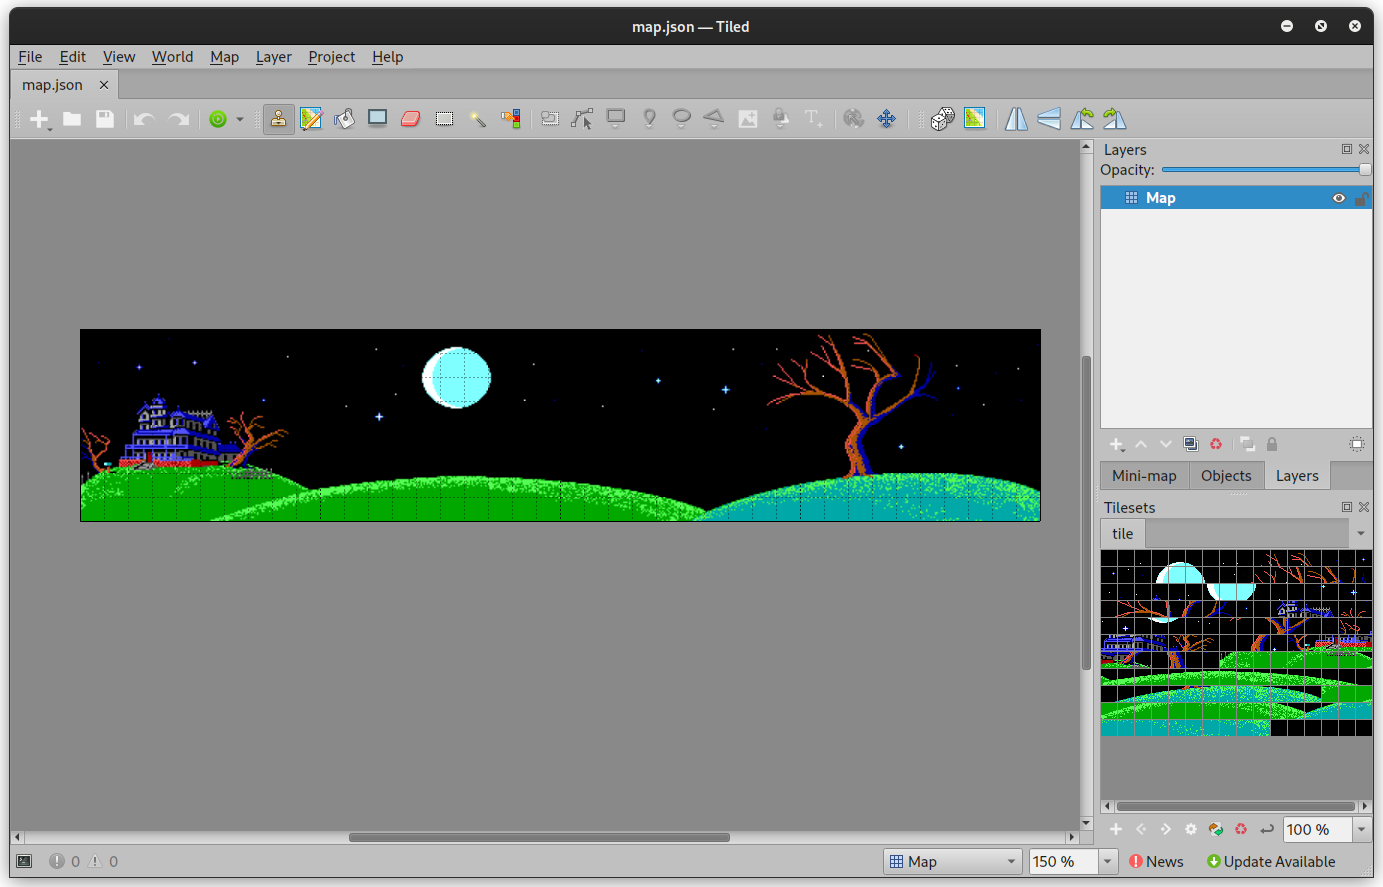 map.json — Tiled
File Edit View World Map Layer Project Help
map.json
Layers
Opacity:
Map
Mini-map Objects Layers
Tilesets
tile
100 %
0 0
Map
150 %
News
Update Available